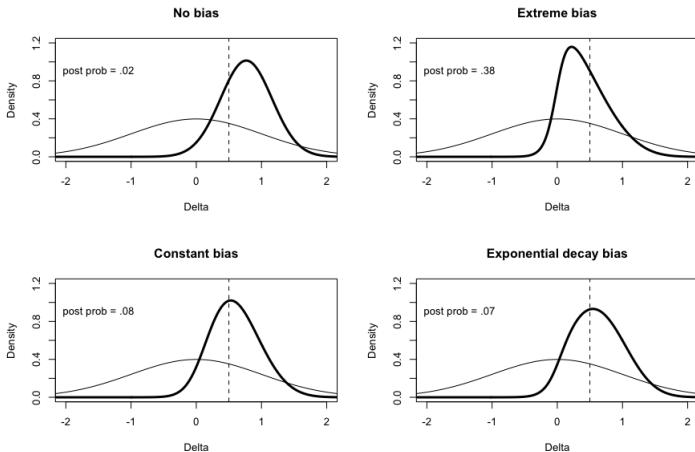 No bias
Extreme bias
1.2
0.8
0.4
0.0
Density
post prob = .02
-2 -1 0 1 2
Delta
1.2
0.8
0.4
0.0
Density
post prob = .38
-2 -1 0 1 2
Delta
Constant bias
Exponential decay bias
1.2
0.8
0.4
0.0
Density
post prob = .08
-2 -1 0 1 2
Delta
1.2
0.8
0.4
0.0
Density
post prob = .07
-2 -1 0 1 2
Delta